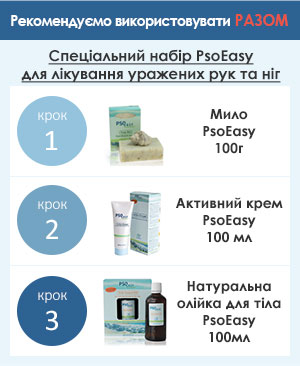 Рекомендуємо використовувати РАЗОМ
Спеціальний набір PsoEasy
для лікування уражених рук та ніг
крок
1
Мило
PsoEasy
100г
крок
2
Активний крем
PsoEasy
100 мл
крок
3
Натуральна
олійка для тіла
PsoEasy
100мл